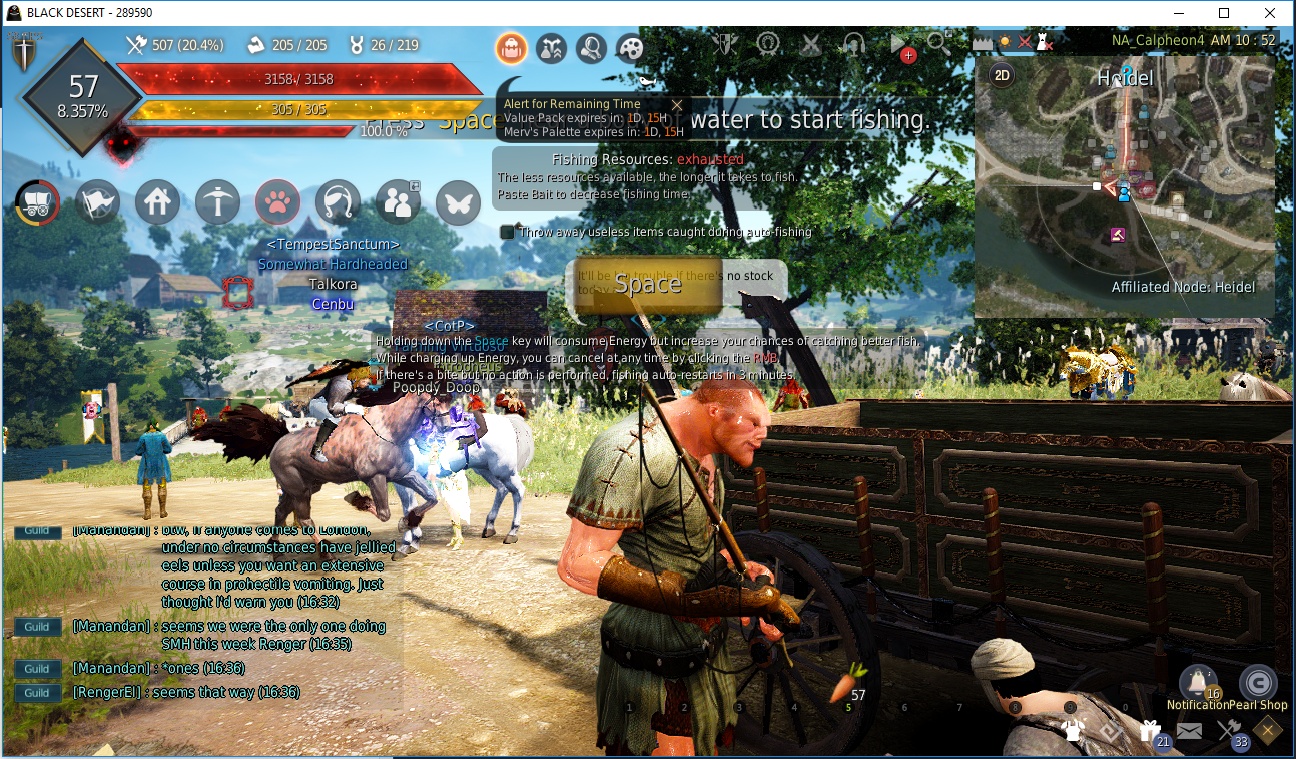 BLACK DESERT - 289590
507 (20.4%)
205 / 205
26 / 219
NA_Calpheon4 AM 10 : 52
57
8.357%
3158 / 3158
305 / 305
100.0 %
2D
Heidel
Alert for Remaining Time
Value Pack expires in: 1D, 15H
Merv's Palette expires in: 1D, 15H
Press Space water to start fishing.
Fishing Resources: exhausted
The less resources available, the longer it takes to fish.
Paste Bait to decrease fishing time.
Throw away useless items caught during auto-fishing
<TempestSanctum>
Somewhat Hardheaded
Talkora
Cenbu
It'll be trouble if there's no stock
today
Space
Affiliated Node: Heidel
<CotP>
Holding down the Space key will consume Energy but increase your chances of catching better fish.
While charging up Energy, you can cancel at any time by clicking the RMB.
If there's a bite but no action is performed, fishing auto-restarts in 3 minutes.
Poopdy_Doop
Guild [Manandan] : btw, if anyone comes to London,
under no circumstances have jellied
eels unless you want an extensive
course in prohectile vomiting. Just
thought I'd warn you (16:32)
Guild [Manandan] : seems we were the only one doing
SMH this week Renger (16:35)
Guild [Manandan] : *ones (16:36)
Guild [RengerEl] : seems that way (16:36)
57
1 2 3 4 5 6 7 8 9 0
16
Notification
Pearl Shop
21
33